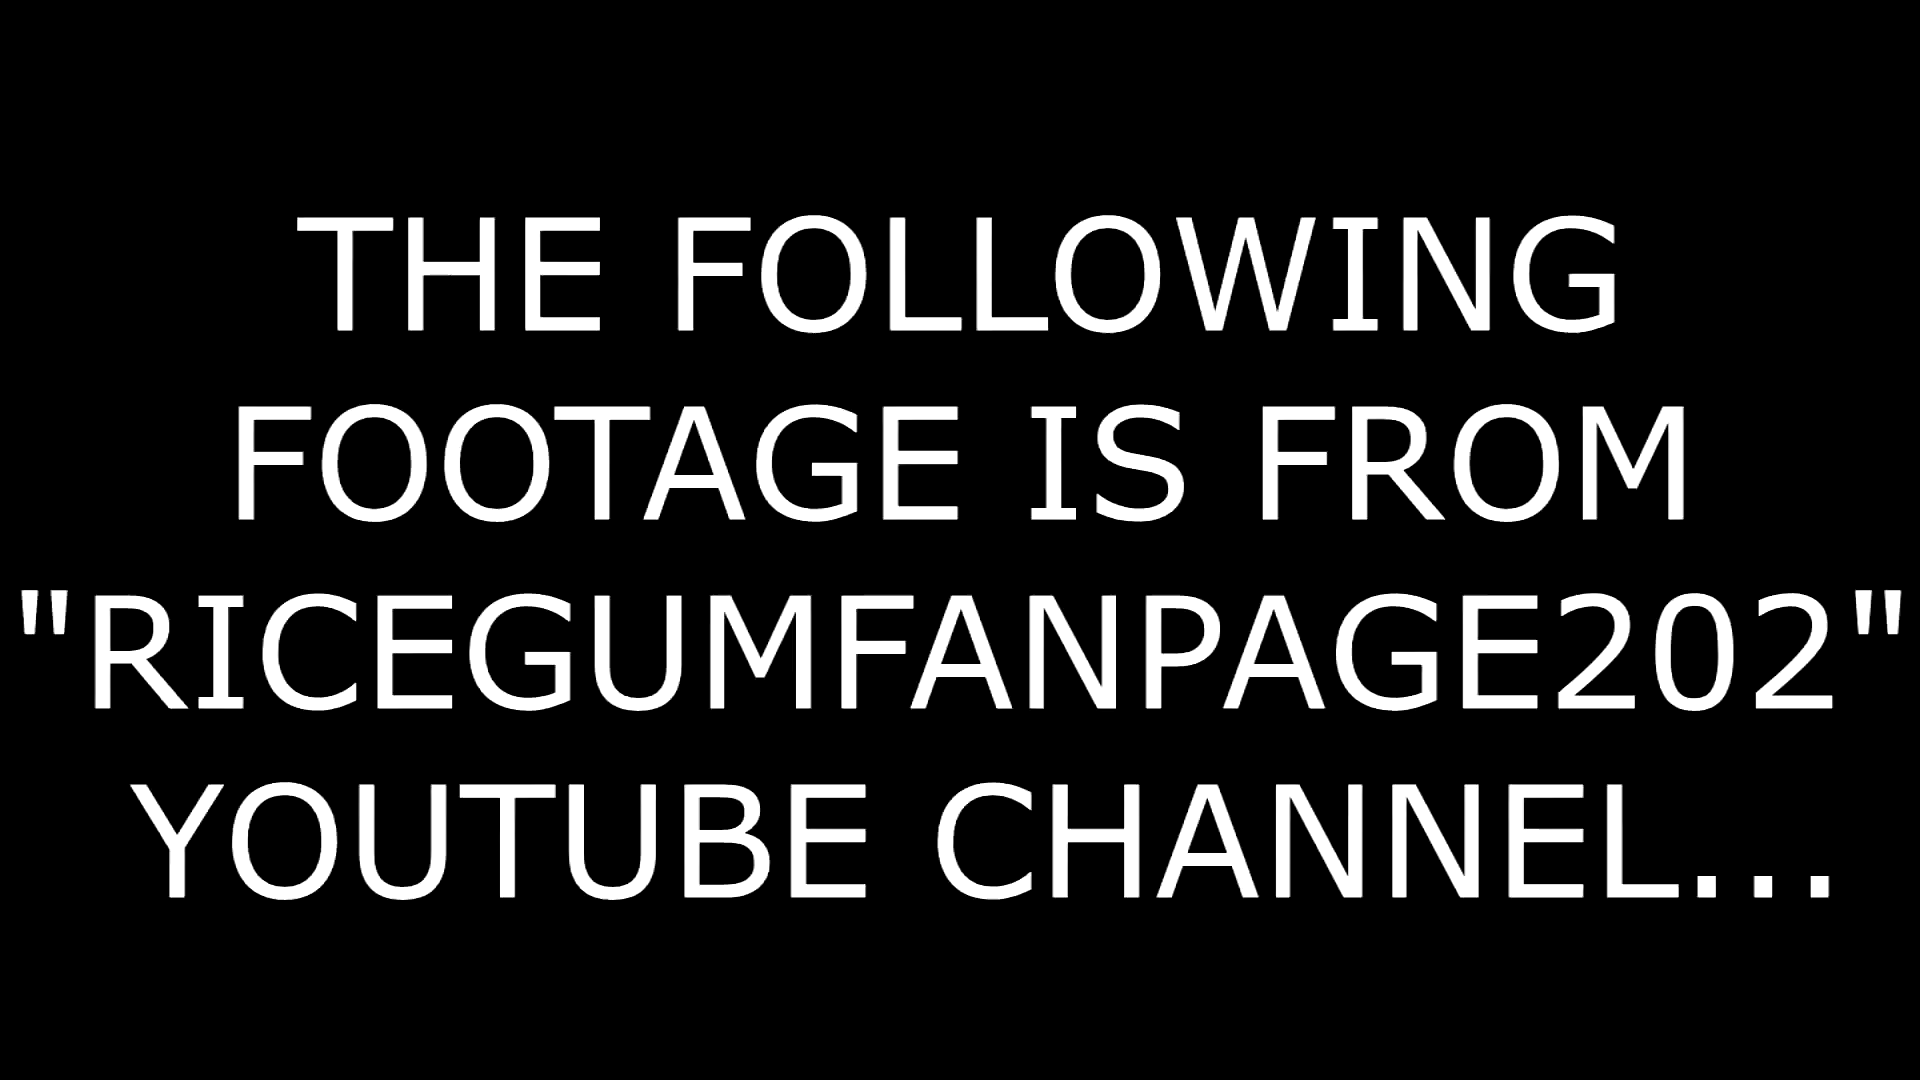 THE FOLLOWING
FOOTAGE IS FROM
"RICEGUMFANPAGE202"
YOUTUBE CHANNEL...